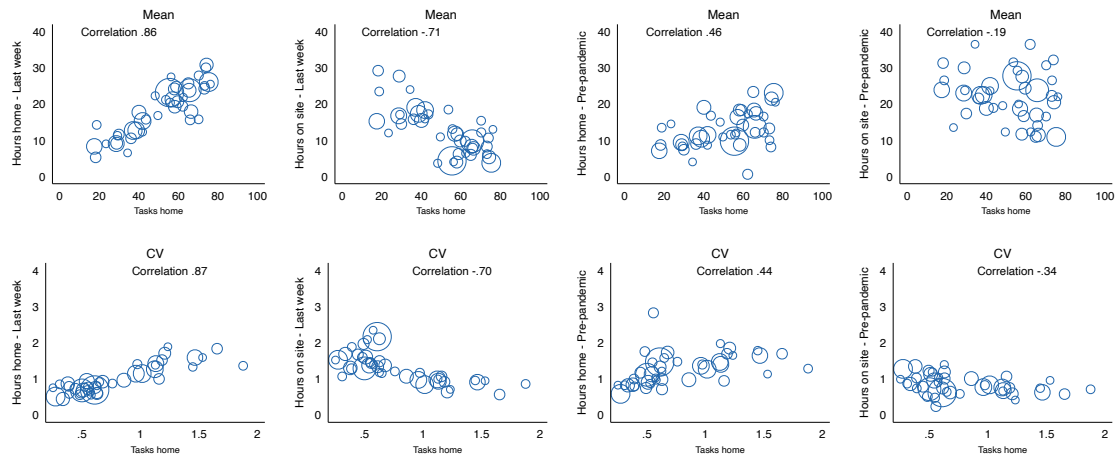 Mean
Correlation .86
Hours home - Last week
40
30
20
10
0
0 20 40 60 80 100
Tasks home
Mean
Correlation -.71
Hours on site - Last week
40
30
20
10
0
0 20 40 60 80 100
Tasks home
Mean
Correlation .46
Hours home - Pre-pandemic
40
30
20
10
0
0 20 40 60 80 100
Tasks home
Mean
Correlation -.19
Hours on site - Pre-pandemic
40
30
20
10
0
0 20 40 60 80 100
Tasks home
CV
Correlation .87
Hours home - Last week
4
3
2
1
0
.5 1 1.5 2
Tasks home
CV
Correlation -.70
Hours on site - Last week
4
3
2
1
0
.5 1 1.5 2
Tasks home
CV
Correlation .44
Hours home - Pre-pandemic
4
3
2
1
0
.5 1 1.5 2
Tasks home
CV
Correlation -.34
Hours on site - Pre-pandemic
4
3
2
1
0
.5 1 1.5 2
Tasks home